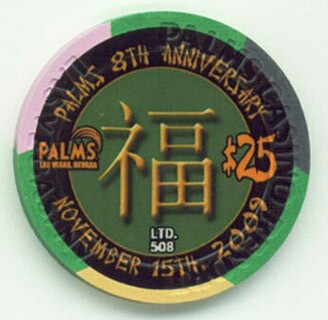 PALMS 8TH ANNIVERSARY
PALMS
LAS VEGAS, NEVADA
福
$25
LTD.
508
NOVEMBER 15TH, 2009